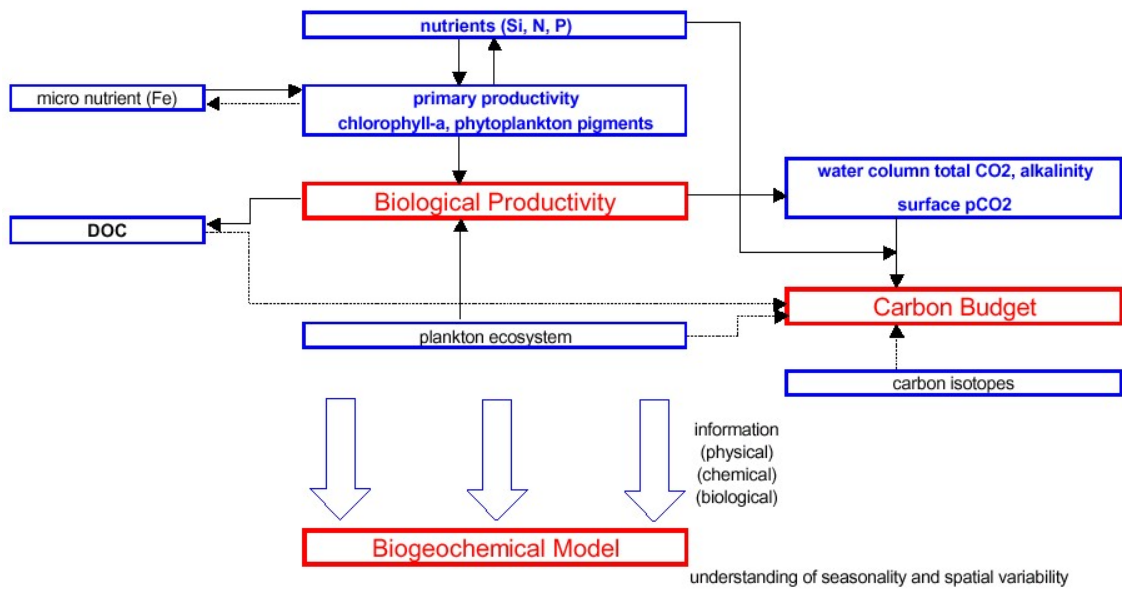 nutrients (Si, N, P)
micro nutrient (Fe)
primary productivity
chlorophyll-a, phytoplankton pigments
water column total CO2, alkalinity
surface pCO2
Biological Productivity
DOC
Carbon Budget
plankton ecosystem
carbon isotopes
information
(physical)
(chemical)
(biological)
Biogeochemical Model
understanding of seasonality and spatial variability